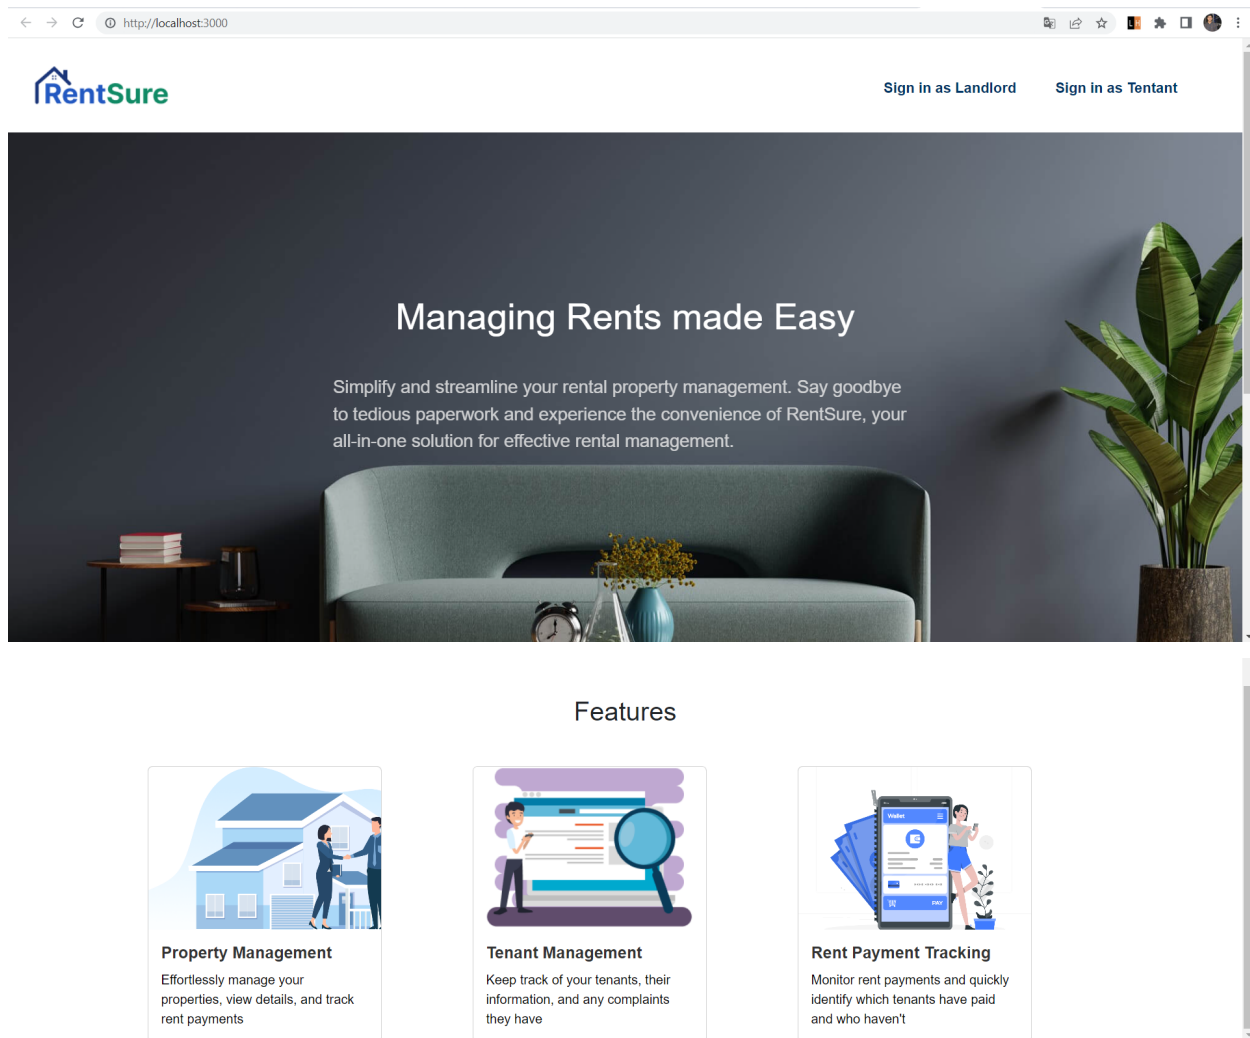 http://localhost:3000
RentSure
Sign in as Landlord
Sign in as Tentant
Managing Rents made Easy
Simplify and streamline your rental property management. Say goodbye
to tedious paperwork and experience the convenience of RentSure, your
all-in-one solution for effective rental management.
Features
Wallet
PAY
Property Management
Effortlessly manage your
properties, view details, and track
rent payments
Tenant Management
Keep track of your tenants, their
information, and any complaints
they have
Rent Payment Tracking
Monitor rent payments and quickly
identify which tenants have paid
and who haven't